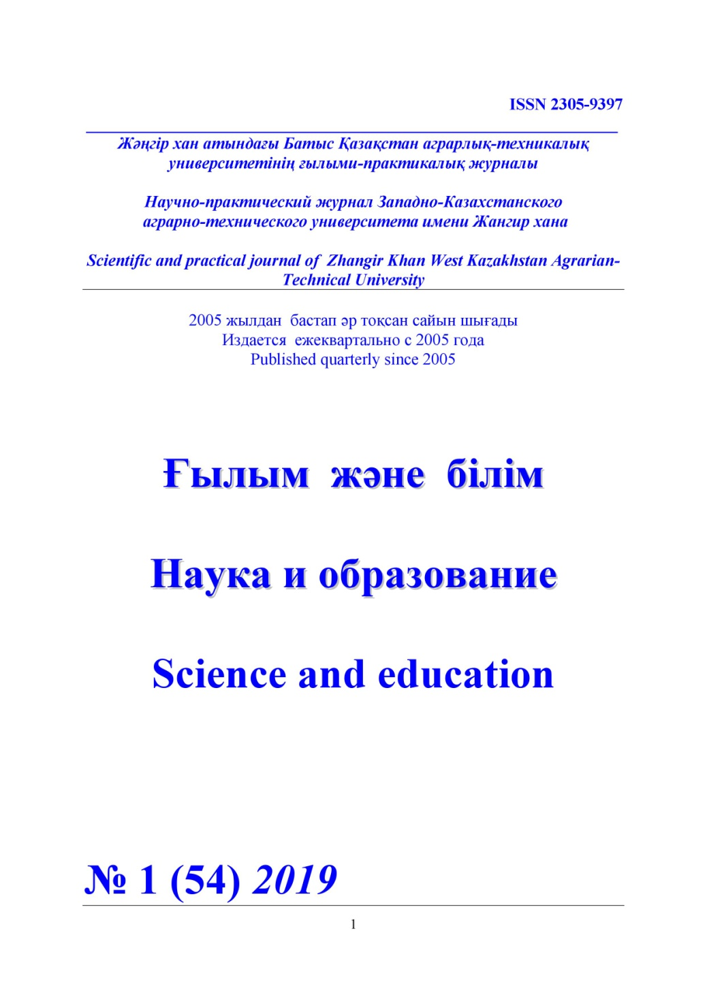 ISSN 2305-9397
Жәңгір хан атындағы Батыс Қазақстан аграрлық-техникалық
университетінің ғылыми-практикалық журналы
Научно-практический журнал Западно-Казахстанского
аграрно-технического университета имени Жангир хана
Scientific and practical journal of Zhangir Khan West Kazakhstan Agrarian-
Technical University
2005 жылдан бастап әр тоқсан сайын шығады
Издается ежеквартально с 2005 года
Published quarterly since 2005
Ғылым және білім
Наука и образование
Science and education
№ 1 (54) 2019
1